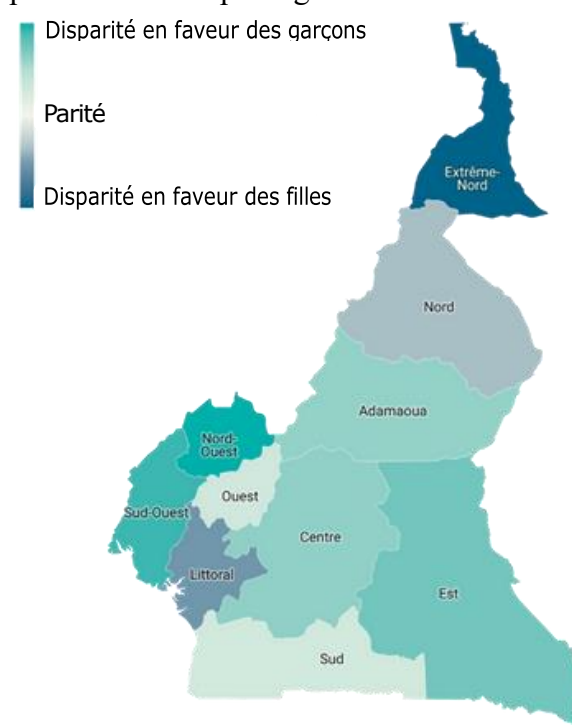 Disparité en faveur des garçons
Parité
Disparité en faveur des filles
Extrême-
Nord
Nord
Adamaoua
Nord-
Ouest
Ouest
Sud-Ouest
Centre
Littoral
Est
Sud